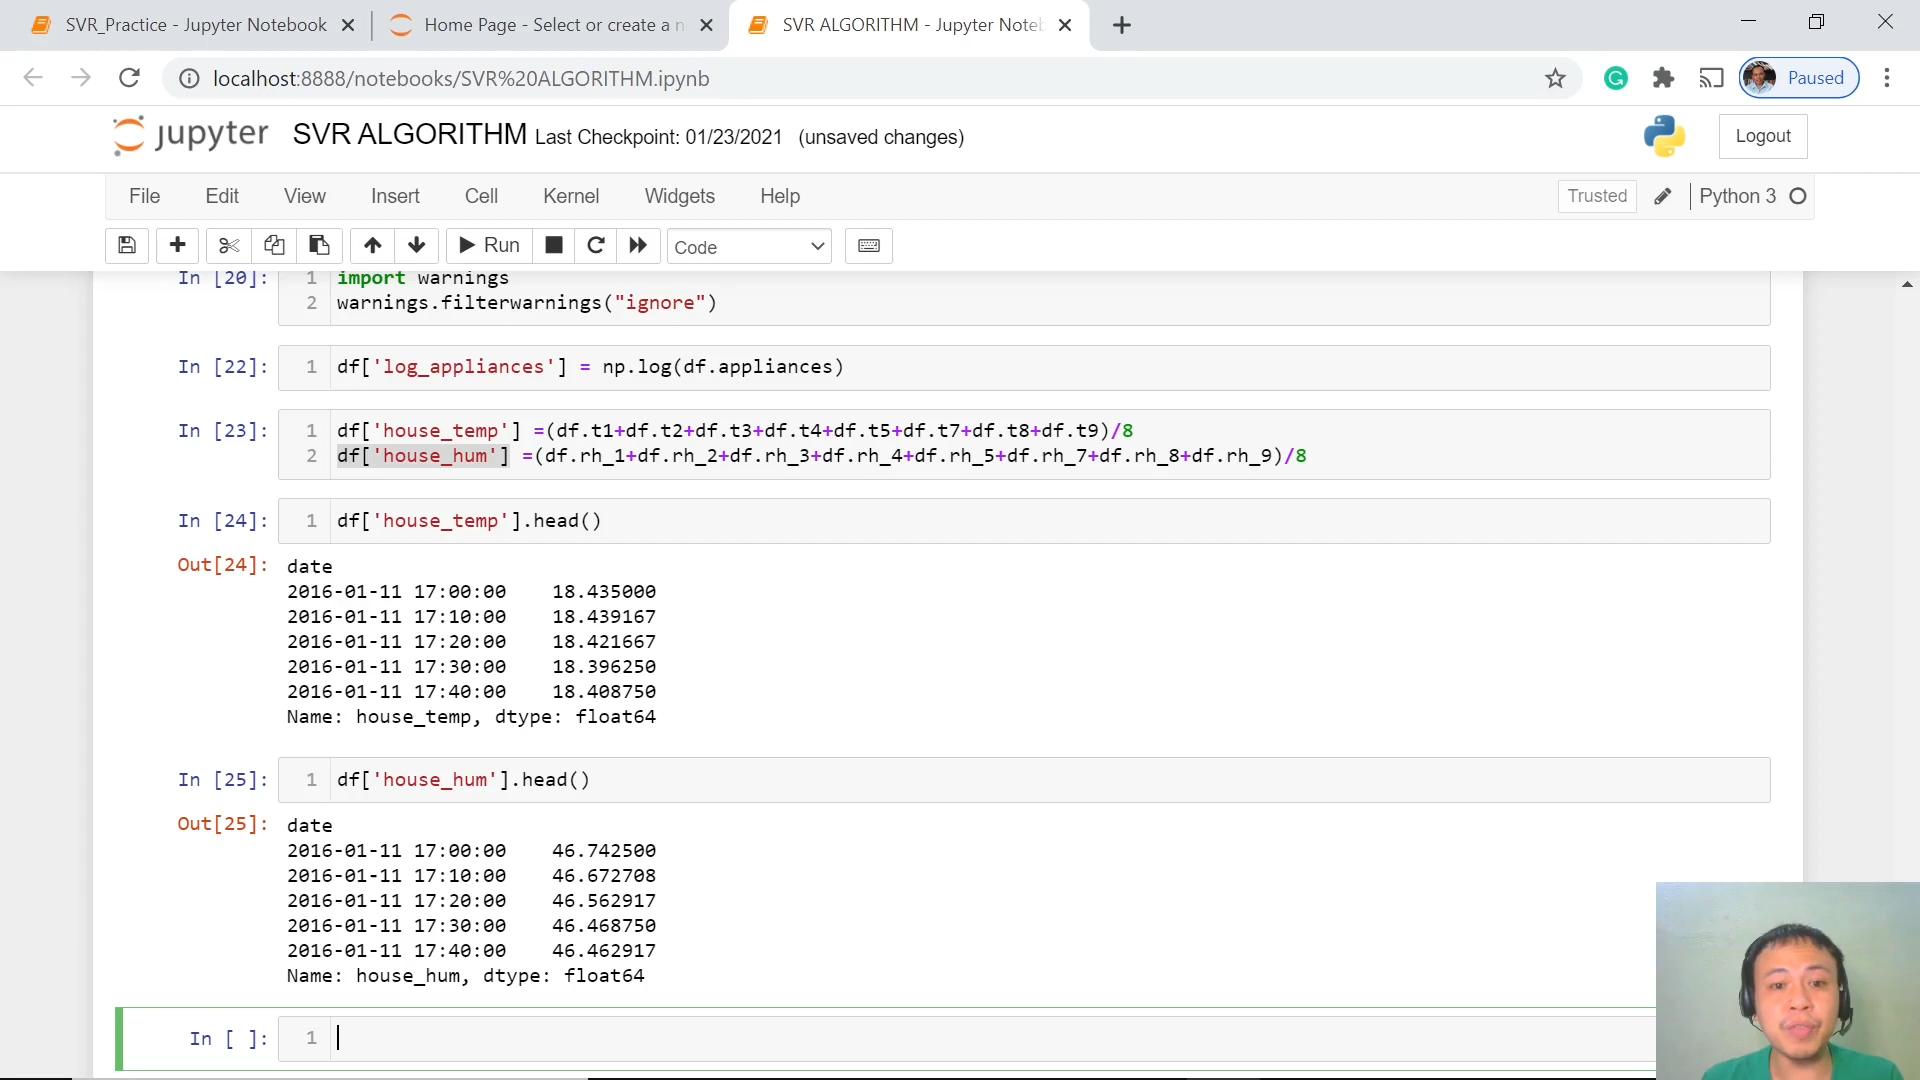 SVR_Practice - Jupyter Notebook
Home Page - Select or create a n
SVR ALGORITHM - Jupyter Noteb
localhost:8888/notebooks/SVR%20ALGORITHM.ipynb
Paused
jupyter SVR ALGORITHM Last Checkpoint: 01/23/2021 (unsaved changes)
Logout
File Edit View Insert Cell Kernel Widgets Help
Trusted
Python 3
Run
Code
In [20]: 1 import warnings
2 warnings.filterwarnings("ignore")
In [22]: 1 df['log_appliances'] = np.log(df.appliances)
In [23]: 1 df['house_temp'] =(df.t1+df.t2+df.t3+df.t4+df.t5+df.t7+df.t8+df.t9)/8
2 df['house_hum'] =(df.rh_1+df.rh_2+df.rh_3+df.rh_4+df.rh_5+df.rh_7+df.rh_8+df.rh_9)/8
In [24]: 1 df['house_temp'].head()
Out[24]: date
2016-01-11 17:00:00 18.435000
2016-01-11 17:10:00 18.439167
2016-01-11 17:20:00 18.421667
2016-01-11 17:30:00 18.396250
2016-01-11 17:40:00 18.408750
Name: house_temp, dtype: float64
In [25]: 1 df['house_hum'].head()
Out[25]: date
2016-01-11 17:00:00 46.742500
2016-01-11 17:10:00 46.672708
2016-01-11 17:20:00 46.562917
2016-01-11 17:30:00 46.468750
2016-01-11 17:40:00 46.462917
Name: house_hum, dtype: float64
In [ ]: 1